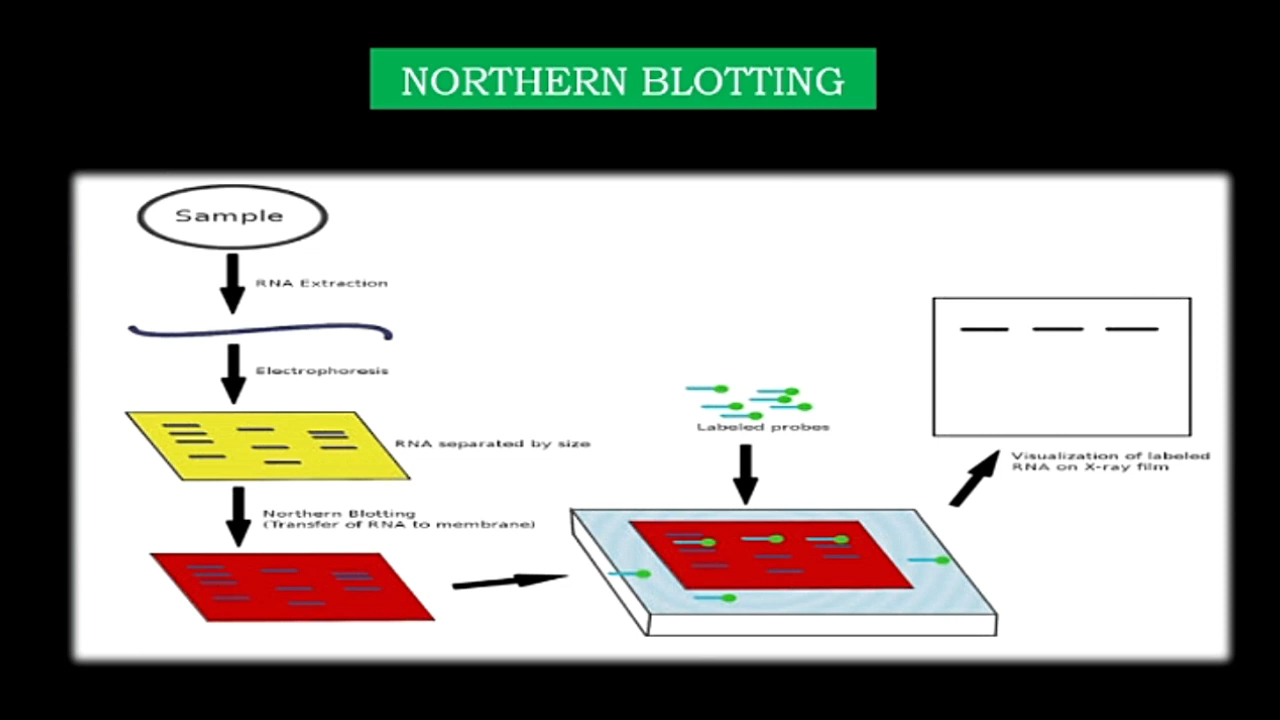 NORTHERN BLOTTING
Sample
RNA Extraction
Electrophoresis
RNA separated by size
Northern Blotting
(Transfer of RNA to membrane)
Labeled probes
Visualization of labeled
RNA on X-ray film